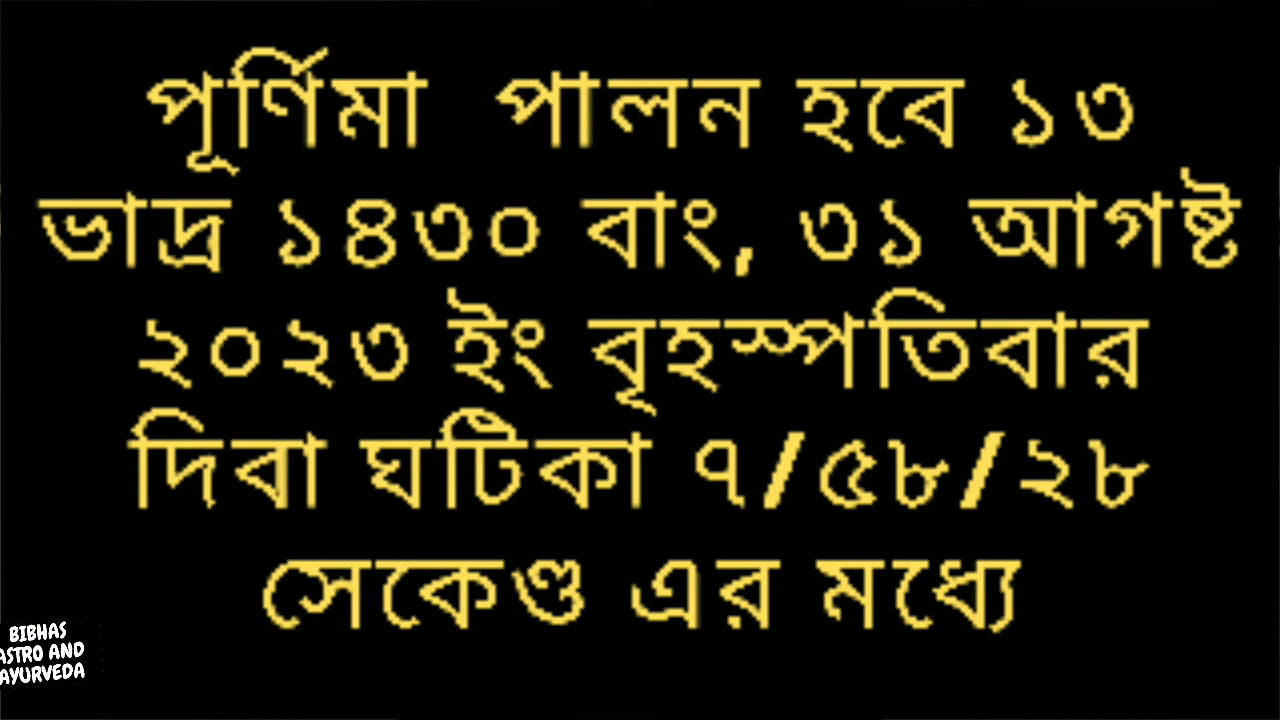 পূর্ণিমা পালন হবে ১৩
ভাদ্র ১৪৩০ বাং, ৩১ আগষ্ট
২০২৩ ইং বৃহস্পতিবার
দিবা ঘটিকা ৭/৫৮/২৮
সেকেণ্ড এর মধ্যে
BIBHAS
ASTRO AND
AYURVEDA